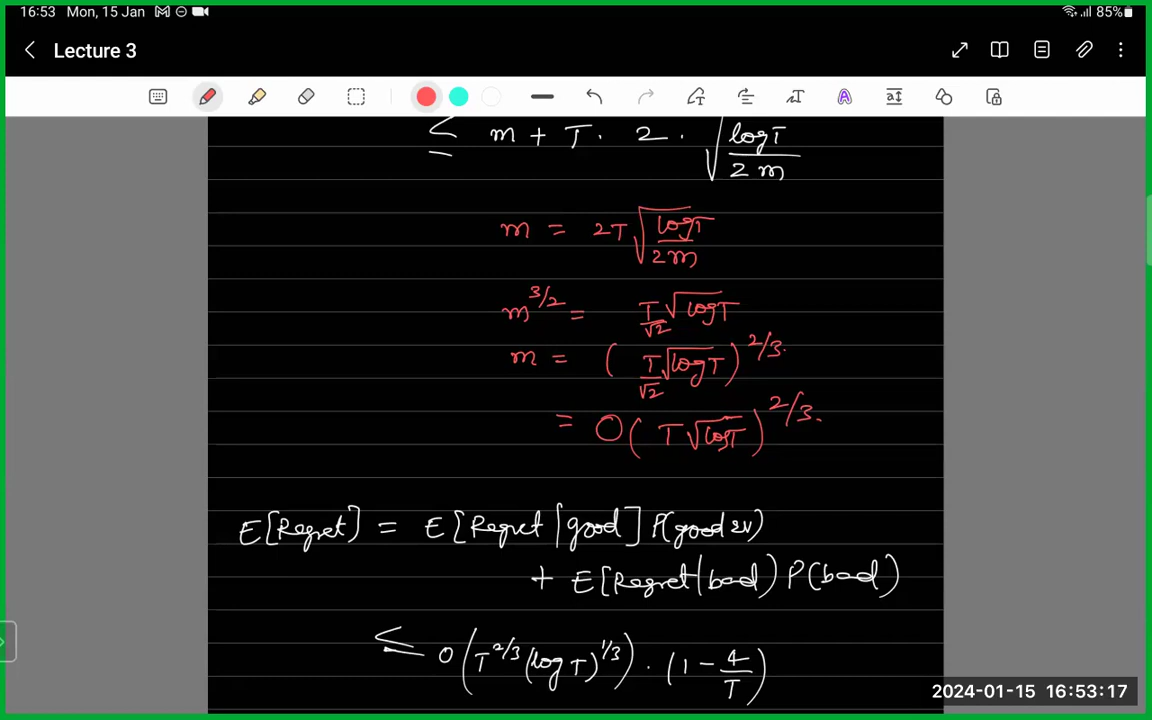 16:53 Mon, 15 Jan
85%
Lecture 3
≤ m + T · 2 · √(log T / 2m)
m = 2T √(log T / 2m)
m^{3/2} = T/√2 √log T
m = ( T/√2 √log T )^{2/3}.
= O( T √log T )^{2/3}.
E[Regret] = E[Regret | good] P(good ev)
+ E[Regret | bad) P(bad)
≤ O( T^{2/3} (log T)^{1/3} ) · (1 - 4/T)
2024-01-15 16:53:17